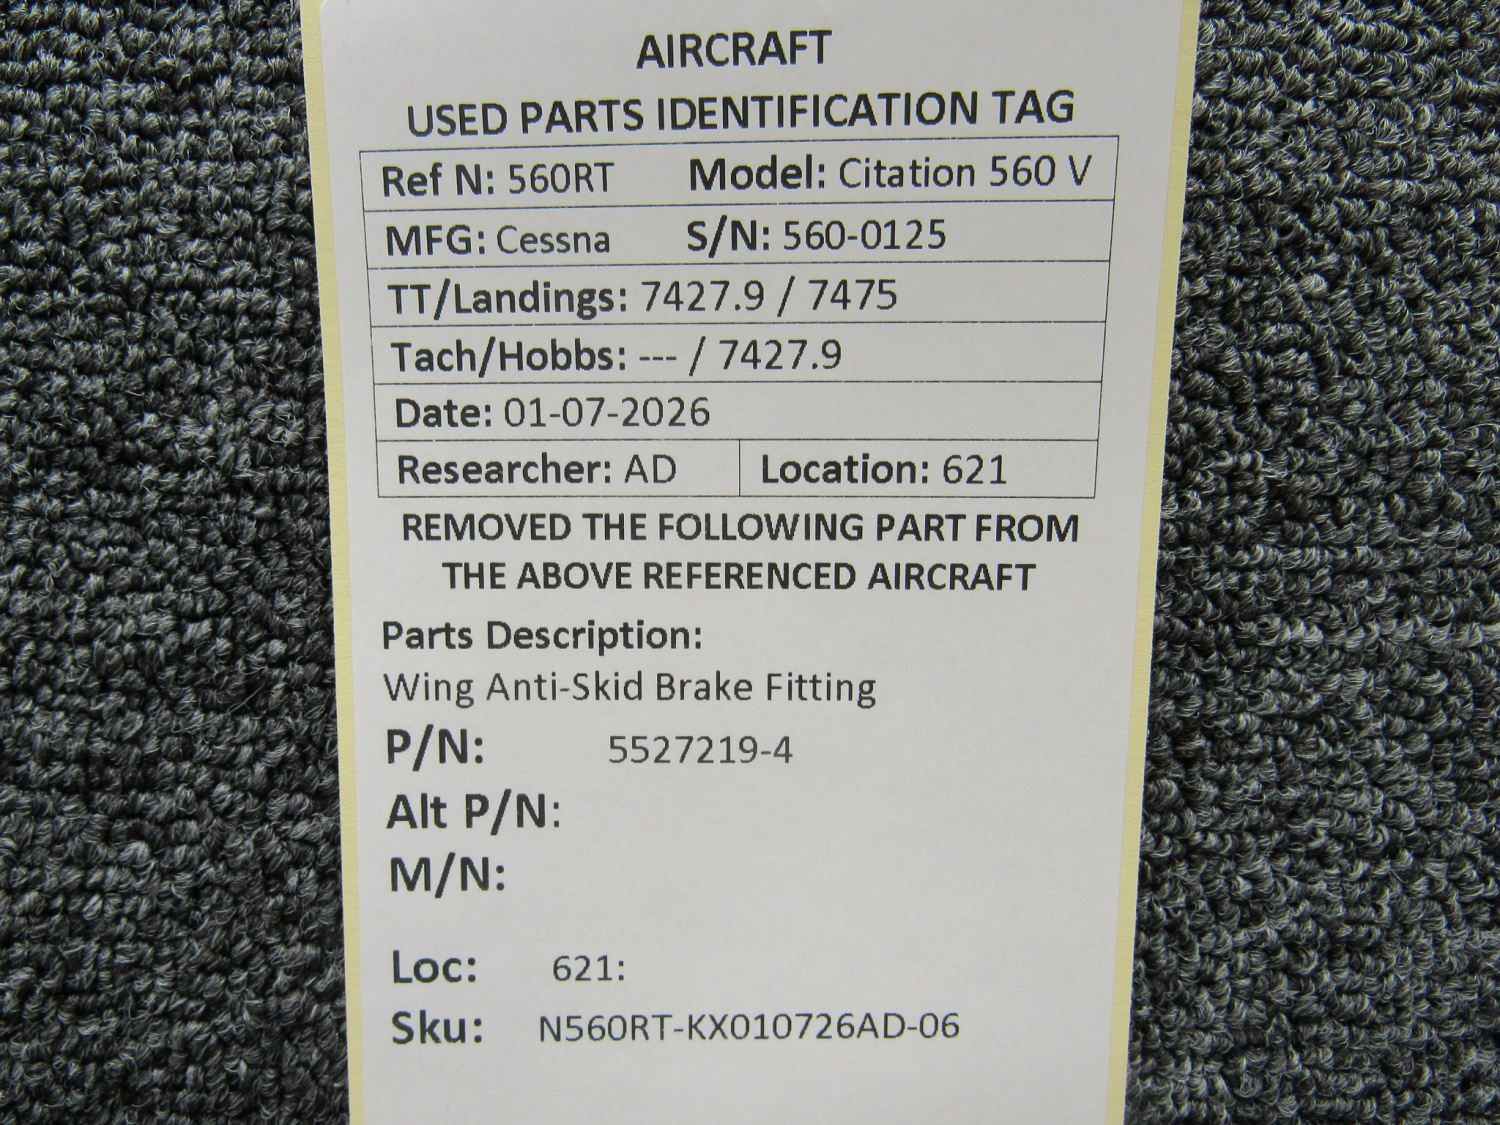 AIRCRAFT
USED PARTS IDENTIFICATION TAG
Ref N: 560RT Model: Citation 560 V
MFG: Cessna S/N: 560-0125
TT/Landings: 7427.9 / 7475
Tach/Hobbs: --- / 7427.9
Date: 01-07-2026
Researcher: AD Location: 621
REMOVED THE FOLLOWING PART FROM
THE ABOVE REFERENCED AIRCRAFT
Parts Description:
Wing Anti-Skid Brake Fitting
P/N: 5527219-4
Alt P/N:
M/N:
Loc: 621:
Sku: N560RT-KX010726AD-06